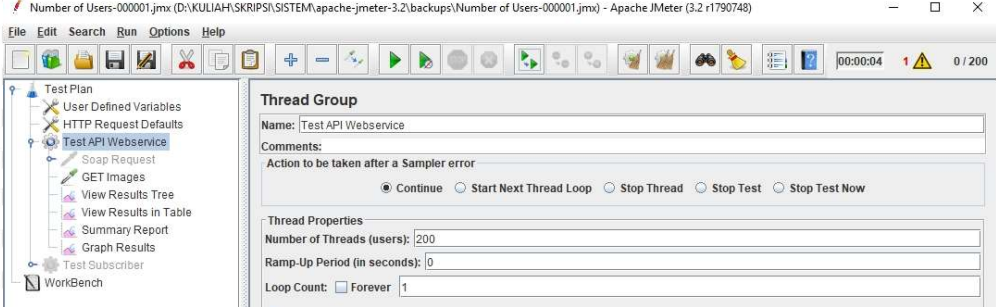 Number of Users-000001.jmx (D:\KULIAH\SKRIPSI\SISTEM\apache-jmeter-3.2\backups\Number of Users-000001.jmx) - Apache JMeter (3.2 r1790748)
File Edit Search Run Options Help
00:00:04 1 0 / 200
Test Plan
User Defined Variables
HTTP Request Defaults
Test API Webservice
Soap Request
GET Images
View Results Tree
View Results in Table
Summary Report
Graph Results
Test Subscriber
WorkBench
Thread Group
Name: Test API Webservice
Comments:
Action to be taken after a Sampler error
Continue Start Next Thread Loop Stop Thread Stop Test Stop Test Now
Thread Properties
Number of Threads (users): 200
Ramp-Up Period (in seconds): 0
Loop Count: Forever 1